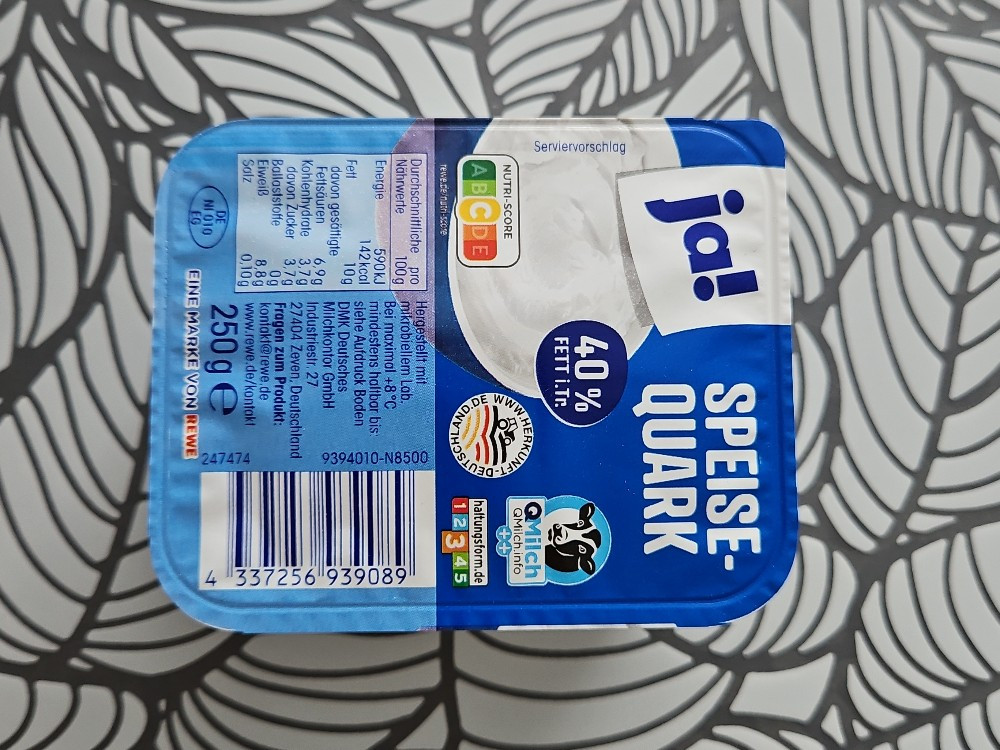 ja!
Serviervorschlag
SPEISE-
QUARK
40 %
FETT i.Tr.
NUTRI-SCORE
A B C D E
rewe.de/nutri-score
WWW.HERKUNFT-DEUTSCHLAND.DE
QMilch
QMilch.info
++
haltungsform.de
1 2 3 4 5
Durchschnittliche pro
Nährwerte 100g
Energie 590kJ
142kcal
Fett 10g
davon gesättigte
Fettsäuren 6,9g
Kohlenhydrate 3,7g
davon Zucker 3,7g
Ballaststoffe 0g
Eiweiß 8,8g
Salz 0,10g
DE
NI 010
EG
Hergestellt mit
mikrobiellem Lab.
Bei maximal +8°C
mindestens haltbar bis:
siehe Aufdruck Boden
DMK Deutsches
Milchkontor GmbH
Industriestr. 27
27404 Zeven, Deutschland
Fragen zum Produkt:
kontakt@rewe.de
www.rewe.de/kontakt
250g e
EINE MARKE VON REWE
9394010-N8500
247474
4 337256 939089